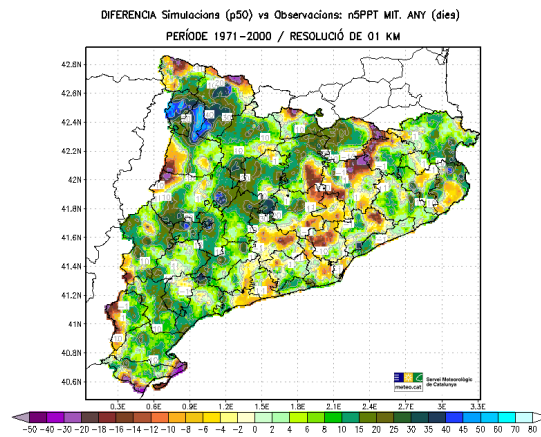 DIFERENCIA Simulacions (p50) vs Observacions: n5PPT MIT. ANY (dies)
PERÍODE 1971-2000 / RESOLUCIÓ DE 01 KM
42.8N
42.6N
42.4N
42.2N
42N
41.8N
41.6N
41.4N
41.2N
41N
40.8N
40.6N
meteo.cat
Servei Meteorològic
de Catalunya
0.3E 0.6E 0.9E 1.2E 1.5E 1.8E 2.1E 2.4E 2.7E 3E 3.3E
-50 -40 -30 -20 -18 -16 -14 -12 -10 -8 -6 -4 -2 0 2 4 6 8 10 15 20 25 30 35 40 45 50 60 70 80